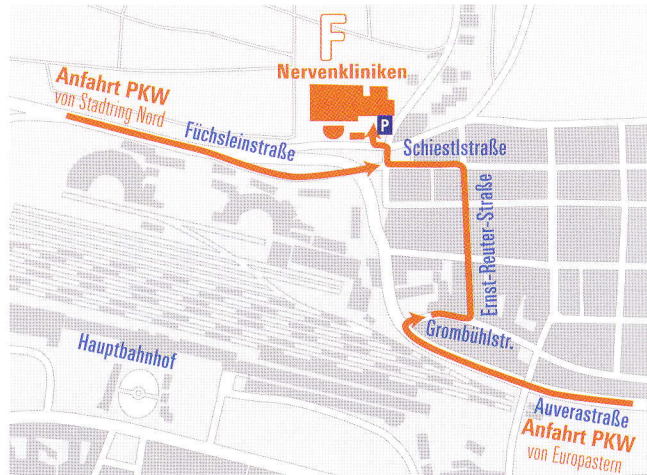 F
Nervenkliniken
Anfahrt PKW
von Stadtring Nord
P
Füchsleinstraße
Schiestlstraße
Ernst-Reuter-Straße
Grombühlstr.
Hauptbahnhof
Auverastraße
Anfahrt PKW
von Europastern